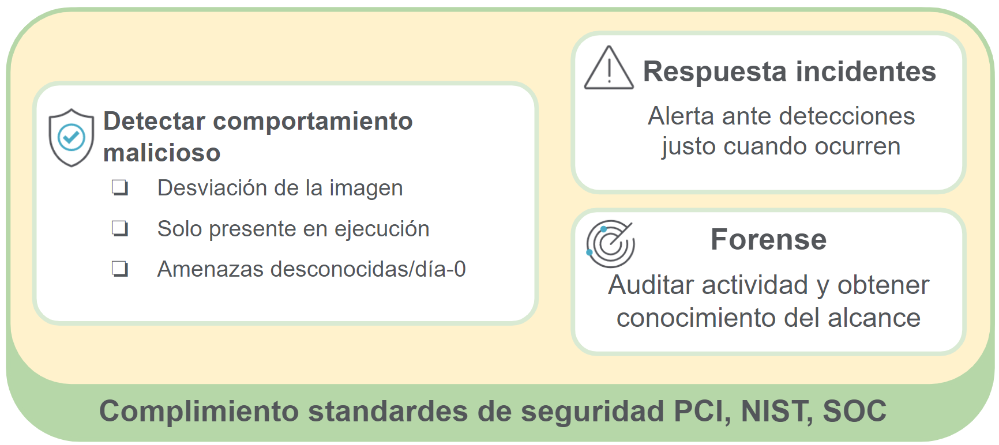 Detectar comportamiento
malicioso
Desviación de la imagen
Solo presente en ejecución
Amenazas desconocidas/día-0
Respuesta incidentes
Alerta ante detecciones
justo cuando ocurren
Forense
Auditar actividad y obtener
conocimiento del alcance
Complimiento standardes de seguridad PCI, NIST, SOC